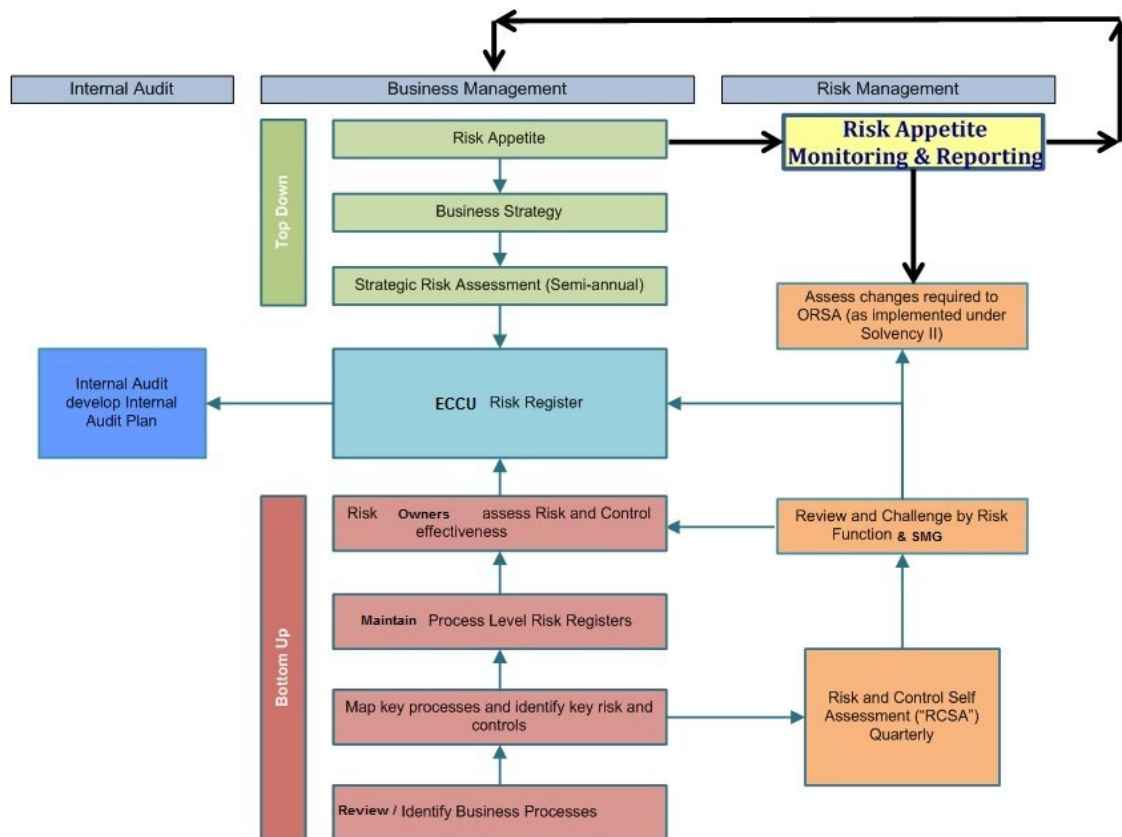 Internal Audit
Business Management
Risk Management
Top Down
Risk Appetite
Risk Appetite
Monitoring & Reporting
Business Strategy
Strategic Risk Assessment (Semi-annual)
Assess changes required to
ORSA (as implemented under
Solvency II)
Internal Audit
develop Internal
Audit Plan
ECCU Risk Register
Bottom Up
Risk Owners assess Risk and Control
effectiveness
Review and Challenge by Risk
Function & SMG
Maintain Process Level Risk Registers
Map key processes and identify key risk and
controls
Risk and Control Self
Assessment ("RCSA")
Quarterly
Review / Identify Business Processes